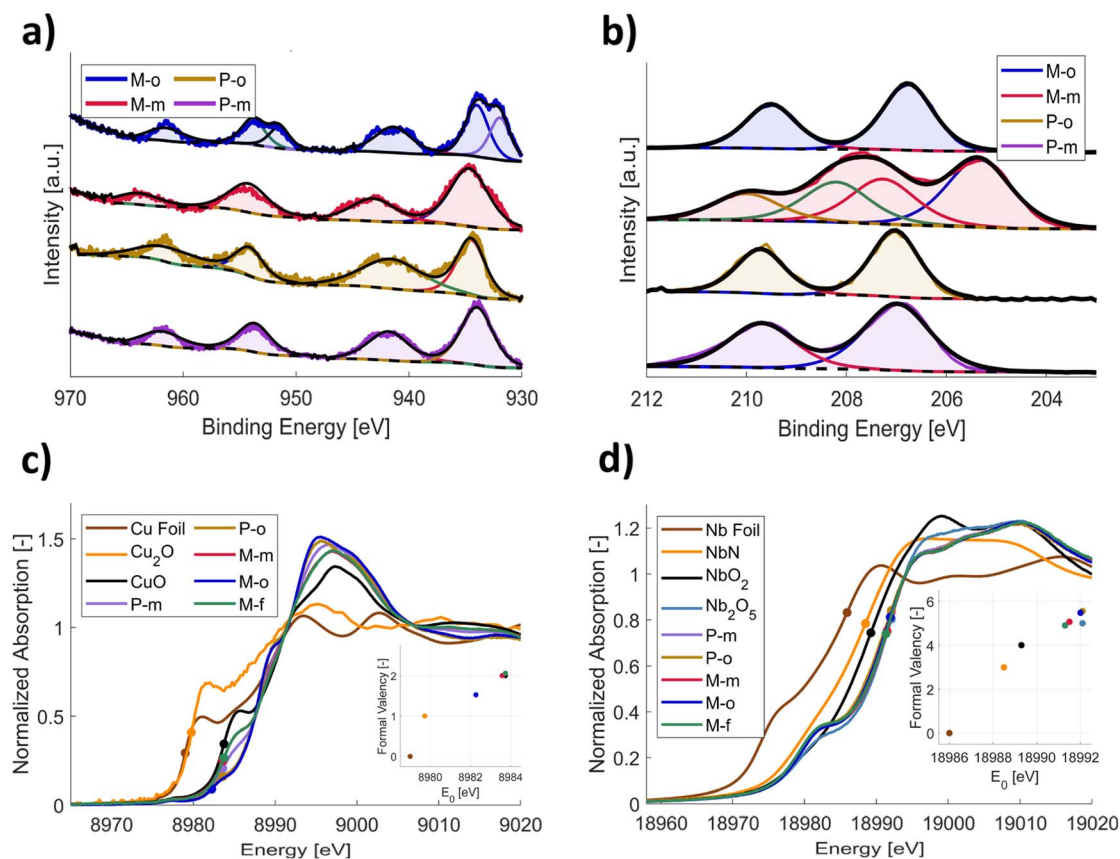 a)
M-o P-o
M-m P-m
Intensity [a.u.]
970 960 950 940 930
Binding Energy [eV]
b)
M-o
M-m
P-o
P-m
Intensity [a.u.]
212 210 208 206 204
Binding Energy [eV]
c)
Cu Foil P-o
Cu₂O M-m
CuO M-o
P-m M-f
Normalized Absorption [-]
1.5
1
0.5
0
8970 8980 8990 9000 9010 9020
Energy [eV]
Formal Valency [-]
2
1
0
8980 8982 8984
E₀ [eV]
d)
Nb Foil
NbN
NbO₂
Nb₂O₅
P-m
P-o
M-m
M-o
M-f
Normalized Absorption [-]
1.2
1.0
0.8
0.6
0.4
0.2
0
18960 18970 18980 18990 19000 19010 19020
Energy [eV]
Formal Valency [-]
6
4
2
0
18986 18988 18990 18992
E₀ [eV]